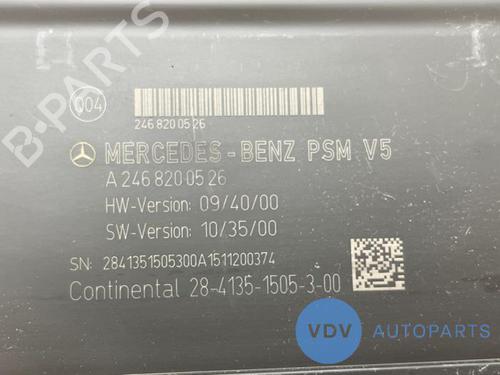 004
246 820 05 26
MERCEDES-BENZ PSM V5
A 246 820 05 26
HW-Version: 09/40/00
SW-Version: 10/35/00
SN: 2841351505300A1511200374
Continental 28-4135-1505-3-00
B-PARTS
VDV AUTOPARTS